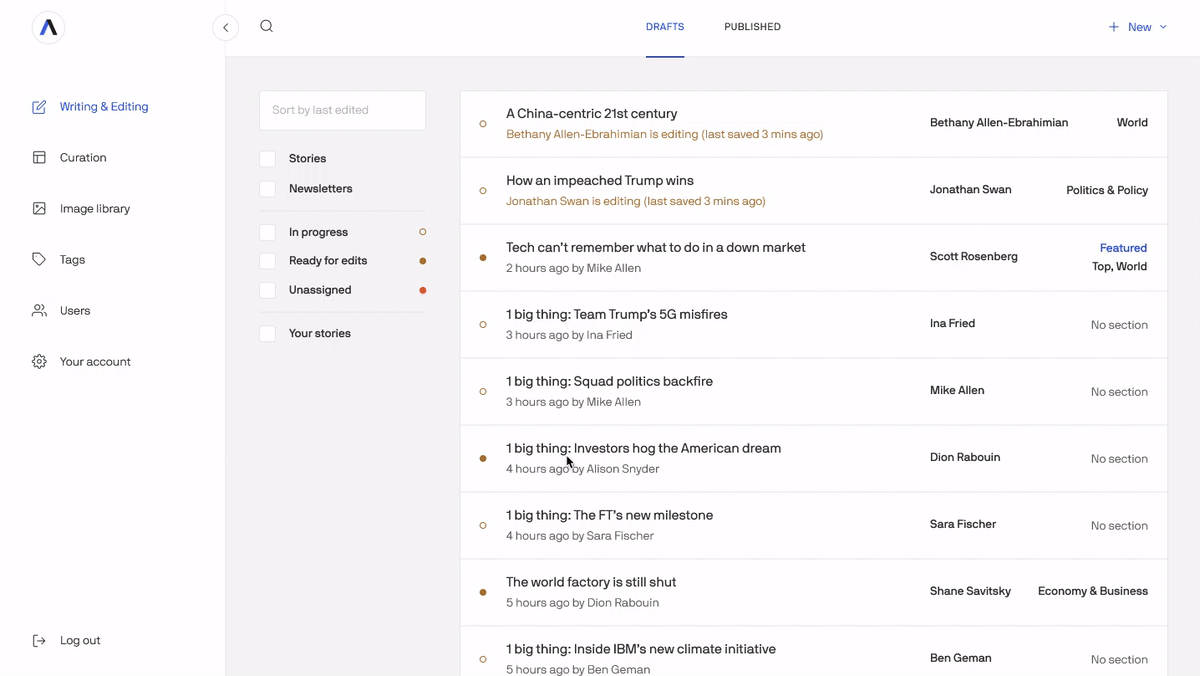 DRAFTS
PUBLISHED
New
Writing & Editing
Curation
Image library
Tags
Users
Your account
Log out
Sort by last edited
Stories
Newsletters
In progress
Ready for edits
Unassigned
Your stories
A China-centric 21st century
Bethany Allen-Ebrahimian is editing (last saved 3 mins ago)
Bethany Allen-Ebrahimian
World
How an impeached Trump wins
Jonathan Swan is editing (last saved 3 mins ago)
Jonathan Swan
Politics & Policy
Tech can't remember what to do in a down market
2 hours ago by Mike Allen
Scott Rosenberg
Featured
Top, World
1 big thing: Team Trump's 5G misfires
3 hours ago by Ina Fried
Ina Fried
No section
1 big thing: Squad politics backfire
3 hours ago by Mike Allen
Mike Allen
No section
1 big thing: Investors hog the American dream
4 hours ago by Alison Snyder
Dion Rabouin
No section
1 big thing: The FT's new milestone
4 hours ago by Sara Fischer
Sara Fischer
No section
The world factory is still shut
5 hours ago by Dion Rabouin
Shane Savitsky
Economy & Business
1 big thing: Inside IBM's new climate initiative
5 hours ago by Ben Geman
Ben Geman
No section